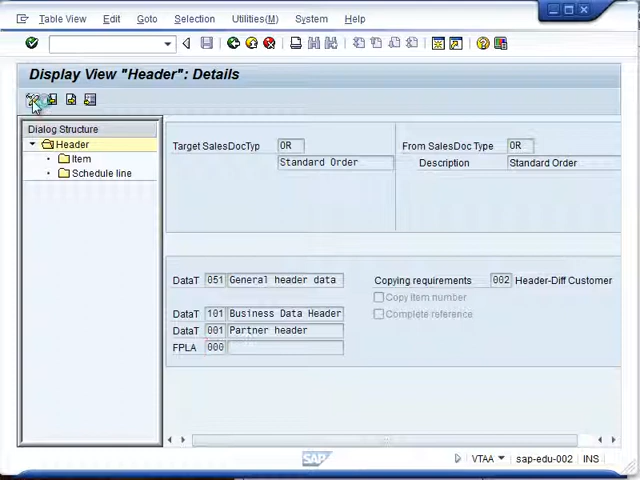 Table View Edit Goto Selection Utilities(M) System Help
Display View "Header": Details
Dialog Structure
Header
Item
Schedule line
Target SalesDocTyp OR From SalesDoc Type OR
Standard Order Description Standard Order
DataT 051 General header data Copying requirements 002 Header-Diff Customer
Copy item number
DataT 101 Business Data Header Complete reference
DataT 001 Partner header
FPLA 000
SAP VTAA sap-edu-002 INS